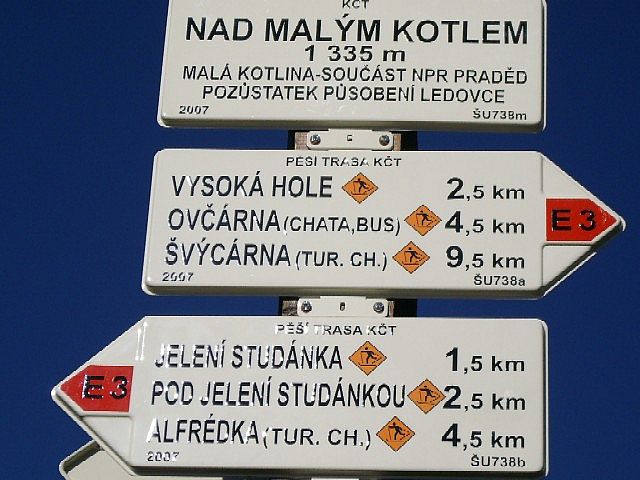 KČT
NAD MALÝM KOTLEM
1 335 m
MALÁ KOTLINA-SOUČÁST NPR PRADĚD
POZŮSTATEK PŮSOBENÍ LEDOVCE
2007 ŠU738m
PĚŠÍ TRASA KČT
VYSOKÁ HOLE 2,5 km
OVČÁRNA (CHATA,BUS) 4,5 km
E 3
ŠVÝCÁRNA (TUR. CH.) 9,5 km
2007 ŠU738a
PĚŠÍ TRASA KČT
JELENÍ STUDÁNKA 1,5 km
E 3
POD JELENÍ STUDÁNKOU 2,5 km
ALFRÉDKA (TUR. CH.) 4,5 km
2007 ŠU738b